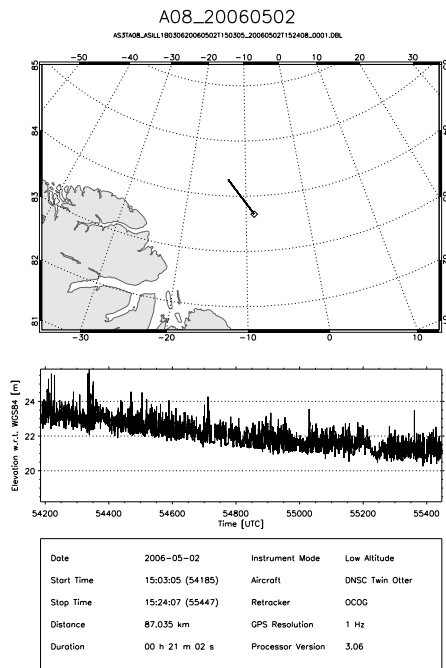 A08_20060502
AS3TA08_ASILL1B030620060502T150305_20060502T152408_0001.DBL
-50 -40 -30 -20 -10 0 10 20 30
85
84
83
82
81
-30 -20 -10 0 10
Elevation w.r.t. WGS84 [m]
24
22
20
54200 54400 54600 54800 55000 55200 55400
Time [UTC]
Date 2006-05-02 Instrument Mode Low Altitude
Start Time 15:03:05 (54185) Aircraft DNSC Twin Otter
Stop Time 15:24:07 (55447) Retracker OCOG
Distance 87.035 km GPS Resolution 1 Hz
Duration 00 h 21 m 02 s Processor Version 3.06